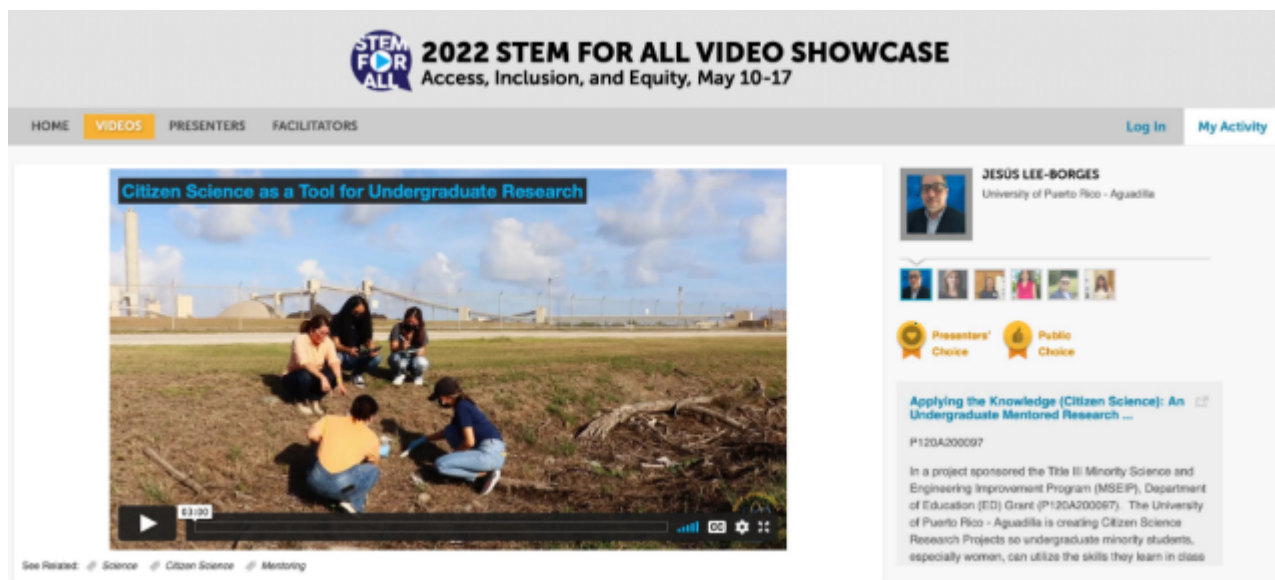 STEM
FOR
ALL
2022 STEM FOR ALL VIDEO SHOWCASE
Access, Inclusion, and Equity, May 10-17
HOME VIDEOS PRESENTERS FACILITATORS Log In My Activity
Citizen Science as a Tool for Undergraduate Research
03:00
CC
See Related: Science Citizen Science Mentoring
JESÚS LEE-BORGES
University of Puerto Rico - Aguadilla
Presenters'
Choice
Public
Choice
Applying the Knowledge (Citizen Science): An
Undergraduate Mentored Research ...
P120A200097
In a project sponsored the Title III Minority Science and
Engineering Improvement Program (MSEIP), Department
of Education (ED) Grant (P120A200097). The University
of Puerto Rico - Aguadilla is creating Citizen Science
Research Projects so undergraduate minority students,
especially women, can utilize the skills they learn in class